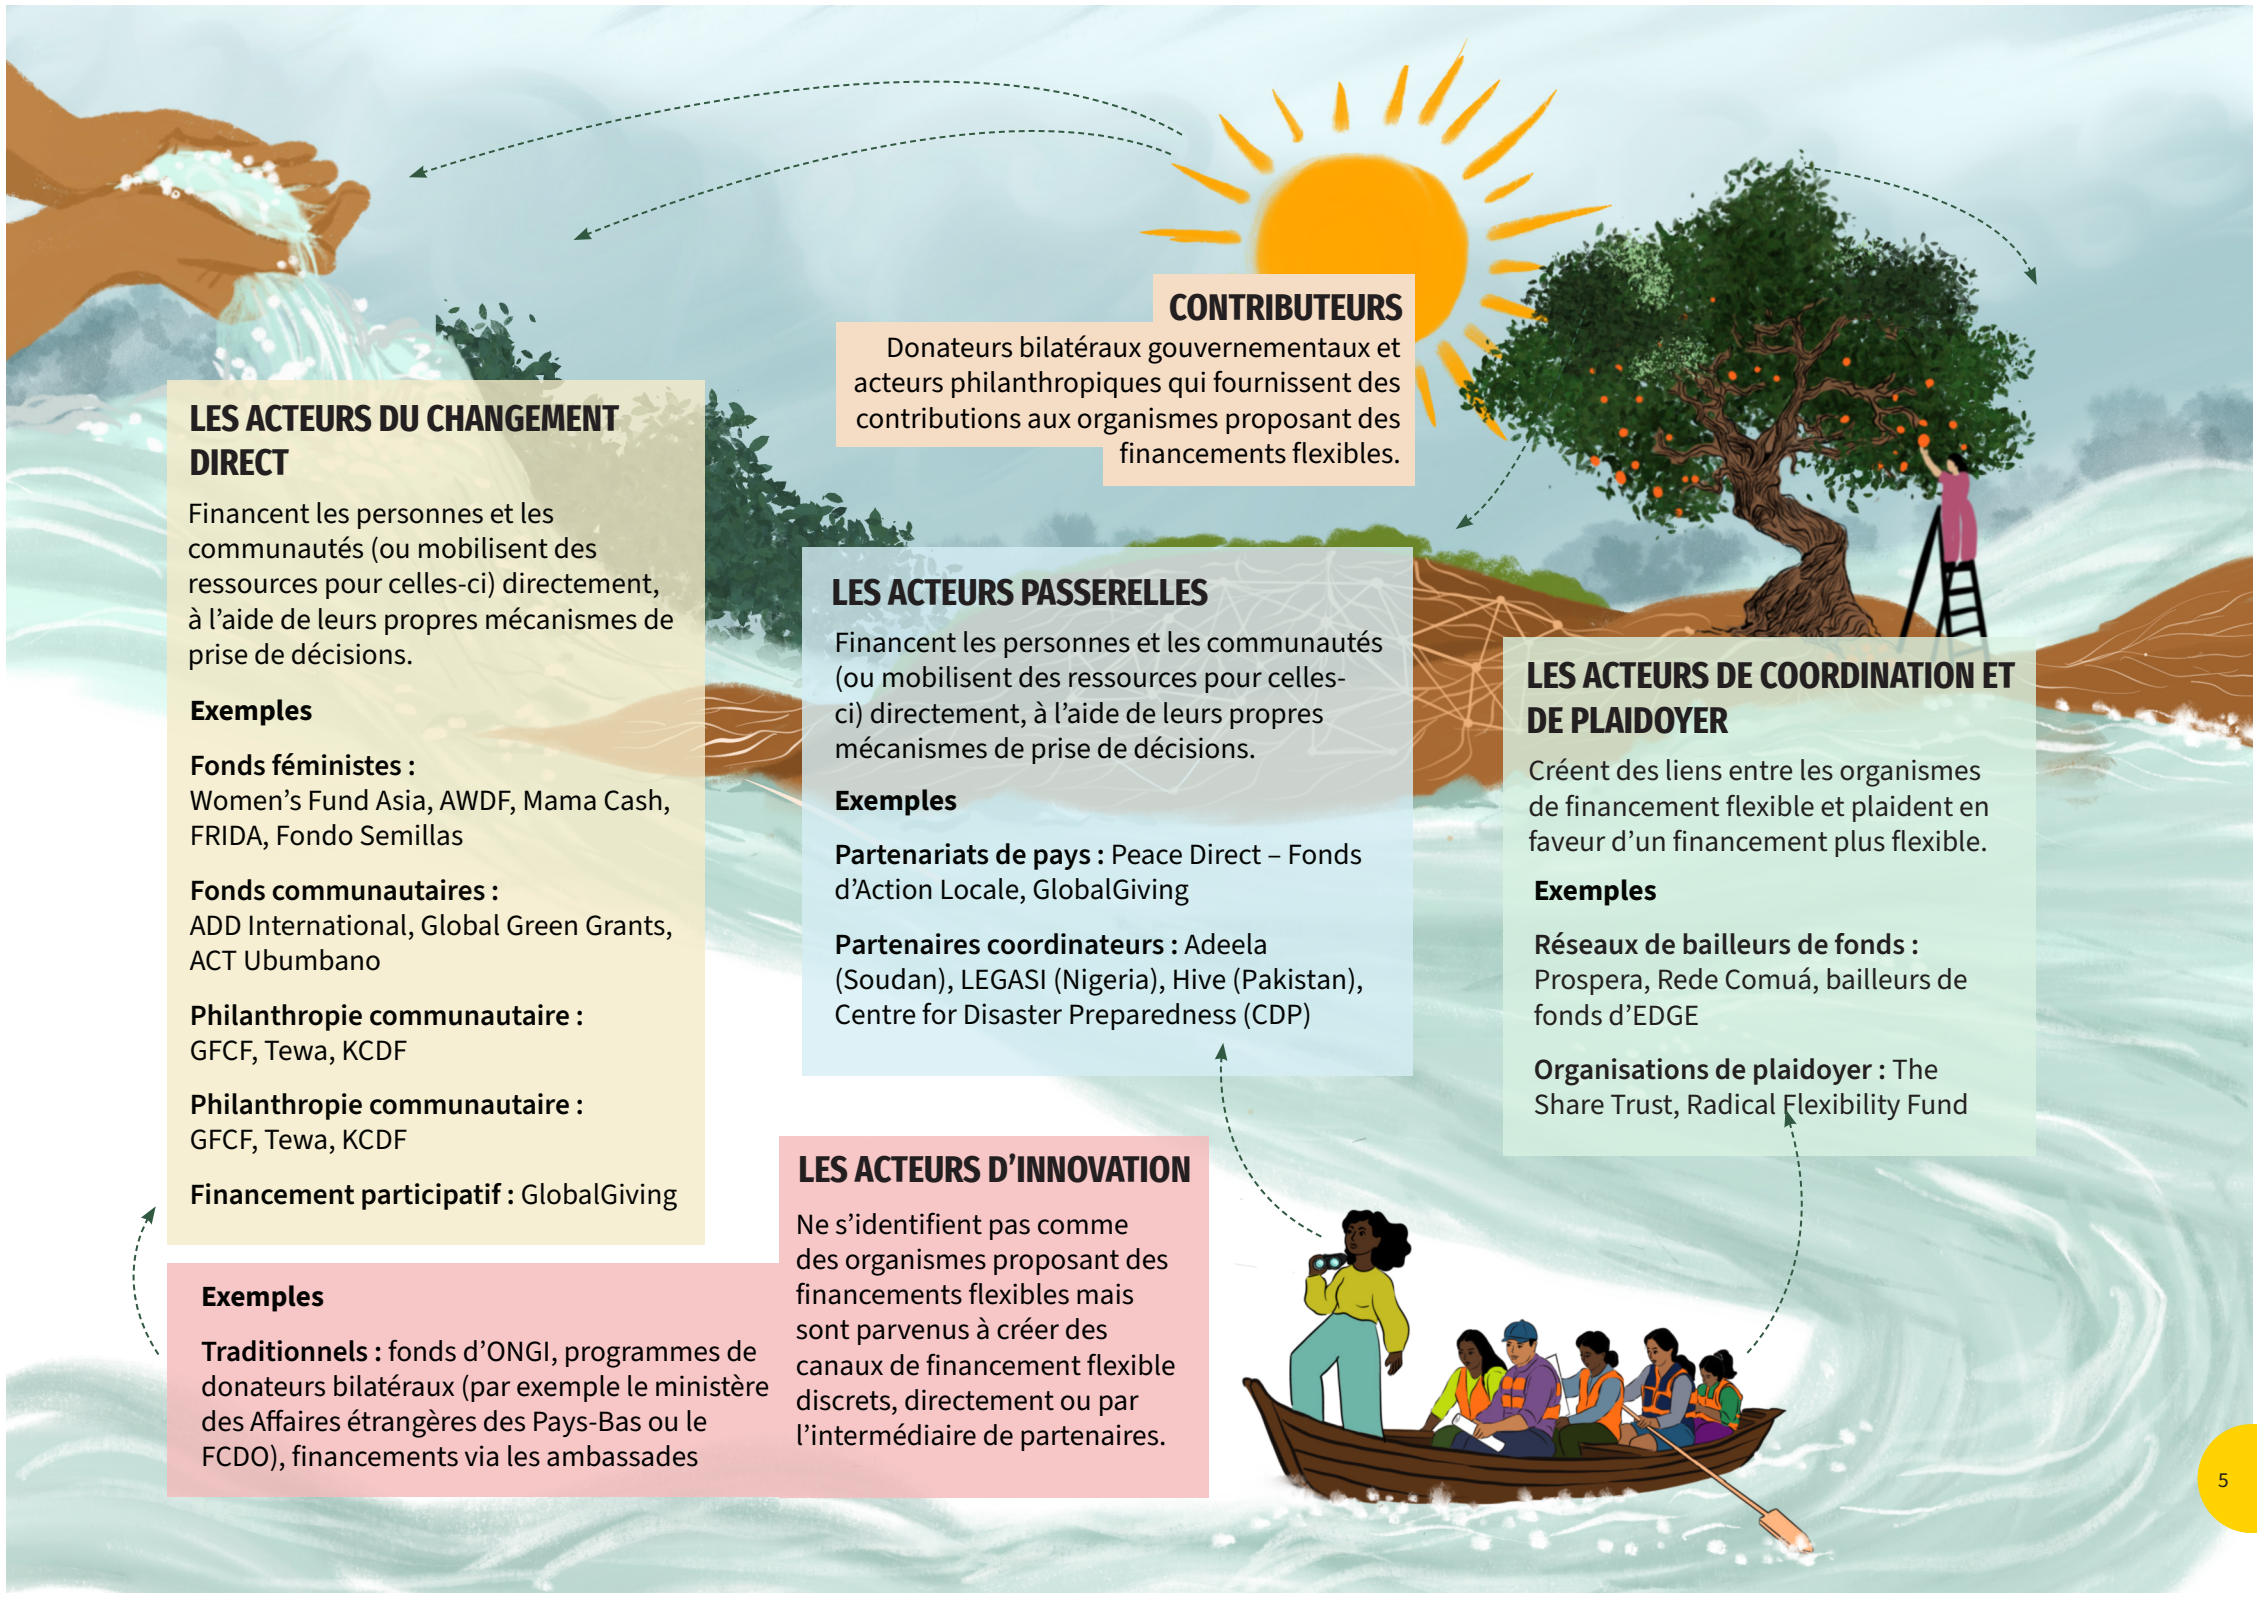 CONTRIBUTEURS
Donateurs bilatéraux gouvernementaux et
acteurs philanthropiques qui fournissent des
contributions aux organismes proposant des
financements flexibles.
LES ACTEURS DU CHANGEMENT
DIRECT
Financent les personnes et les
communautés (ou mobilisent des
ressources pour celles-ci) directement,
à l’aide de leurs propres mécanismes de
prise de décisions.
Exemples
Fonds féministes :
Women’s Fund Asia, AWDF, Mama Cash,
FRIDA, Fondo Semillas
Fonds communautaires :
ADD International, Global Green Grants,
ACT Ubumbano
Philanthropie communautaire :
GFCF, Tewa, KCDF
Philanthropie communautaire :
GFCF, Tewa, KCDF
Financement participatif : GlobalGiving
LES ACTEURS PASSERELLES
Financent les personnes et les communautés
(ou mobilisent des ressources pour celles-
ci) directement, à l’aide de leurs propres
mécanismes de prise de décisions.
Exemples
Partenariats de pays : Peace Direct – Fonds
d’Action Locale, GlobalGiving
Partenaires coordinateurs : Adeela
(Soudan), LEGASI (Nigeria), Hive (Pakistan),
Centre for Disaster Preparedness (CDP)
LES ACTEURS DE COORDINATION ET
DE PLAIDOYER
Créent des liens entre les organismes
de financement flexible et plaident en
faveur d’un financement plus flexible.
Exemples
Réseaux de bailleurs de fonds :
Prospera, Rede Comuá, bailleurs de
fonds d’EDGE
Organisations de plaidoyer : The
Share Trust, Radical Flexibility Fund
LES ACTEURS D’INNOVATION
Ne s’identifient pas comme
des organismes proposant des
financements flexibles mais
sont parvenus à créer des
canaux de financement flexible
discrets, directement ou par
l’intermédiaire de partenaires.
Exemples
Traditionnels : fonds d’ONGI, programmes de
donateurs bilatéraux (par exemple le ministère
des Affaires étrangères des Pays-Bas ou le
FCDO), financements via les ambassades
5